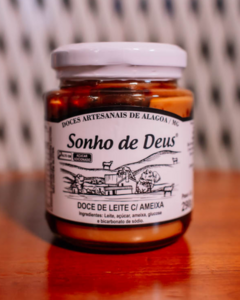 DOCES ARTESANAIS DE ALAGOA / MG
Sonho de Deus
DOCE DE LEITE C/ AMEIXA
Ingredientes: Leite, açúcar, ameixa, glucose
e bicarbonato de sódio.